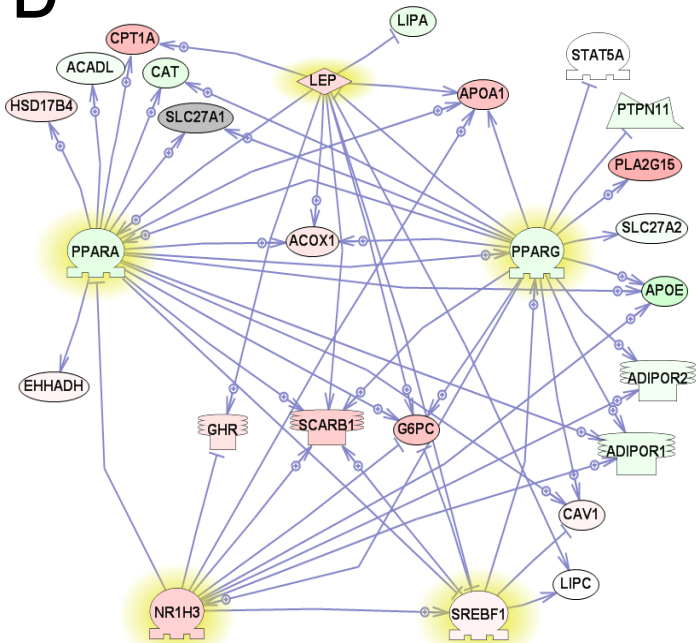 D
LIPA
CPT1A
STAT5A
ACADL
CAT
LEP
APOA1
HSD17B4
SLC27A1
PTPN11
PLA2G15
SLC27A2
PPARA
ACOX1
PPARG
APOE
EHHADH
ADIPOR2
GHR
SCARB1
G6PC
ADIPOR1
CAV1
LIPC
NR1H3
SREBF1